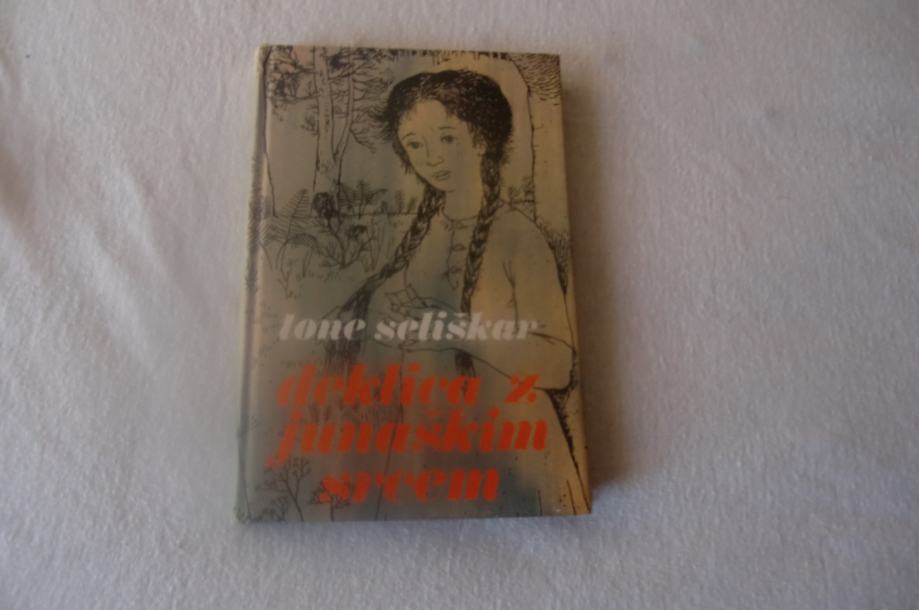 tone seliškar
deklica z
junaškim
srcem